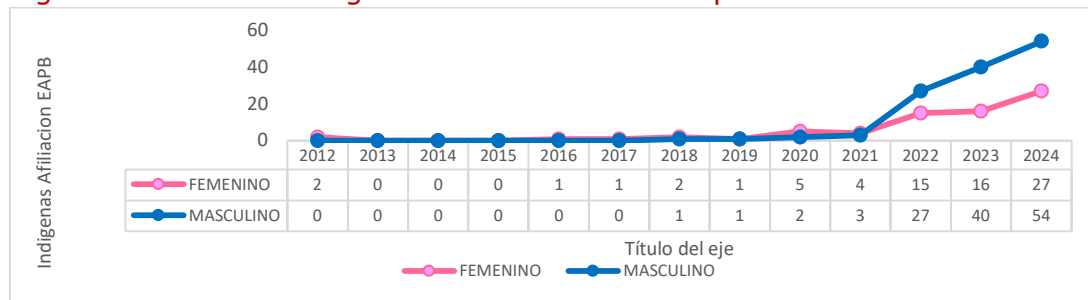 60
40
20
0
Indigenas Afiliacion EAPB
2012 2013 2014 2015 2016 2017 2018 2019 2020 2021 2022 2023 2024
FEMENINO 2 0 0 0 1 1 2 1 5 4 15 16 27
MASCULINO 0 0 0 0 0 0 1 1 2 3 27 40 54
Título del eje
FEMENINO MASCULINO